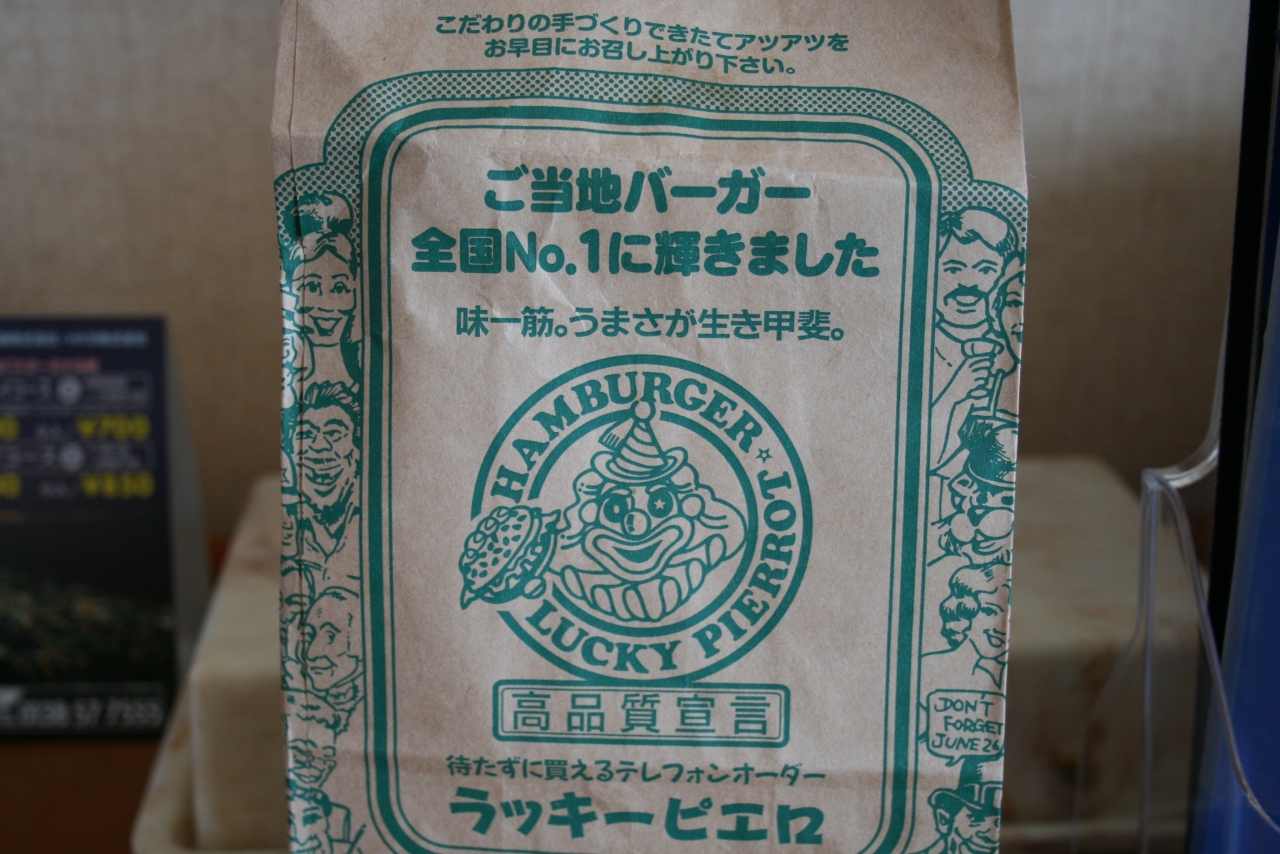 こだわりの手づくりできたてアツアツを
お早目にお召し上がり下さい。
ご当地バーガー
全国No.1に輝きました
味一筋。うまさが生き甲斐。
HAMBURGER ☆ PIERROT
LUCKY
高品質宣言
DON'T
FORGET
JUNE 26
待たずに買えるテレフォンオーダー
ラッキーピエロ
¥700
¥850
57 7355